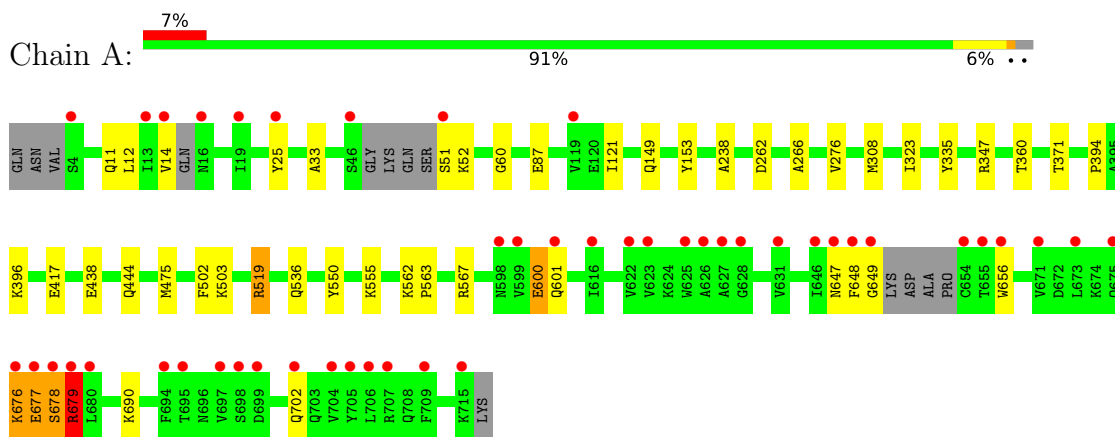 7%
Chain A:
91% 6% • •
GLN ASN VAL S4 Q11 L12 I13 V14 GLN N16 I19 Y25 A33 S46 GLY LYS GLN SER S51 K52 G60 E87 V119 E120 I121 Q149 Y153 A238 D262 A266 V276 M308 I323 Y335 R347 T360 T371 P394 A395
K396 E417 E438 Q444 M475 F502 K503 R519 Q536 Y550 K555 K562 P563 R567 N598 V599 E600 Q601 I616 V622 V623 K624 W625 A626 A627 G628 V631 I646 N647 F648 G649 LYS ASP ALA PRO C654 T655 W656 V671 D672 L673 K674
K676 E677 S678 R679 L680 K690 F694 T695 N696 V697 S698 D699 Q702 Q703 V704 Y705 L706 R707 Q708 F709 K715 LYS